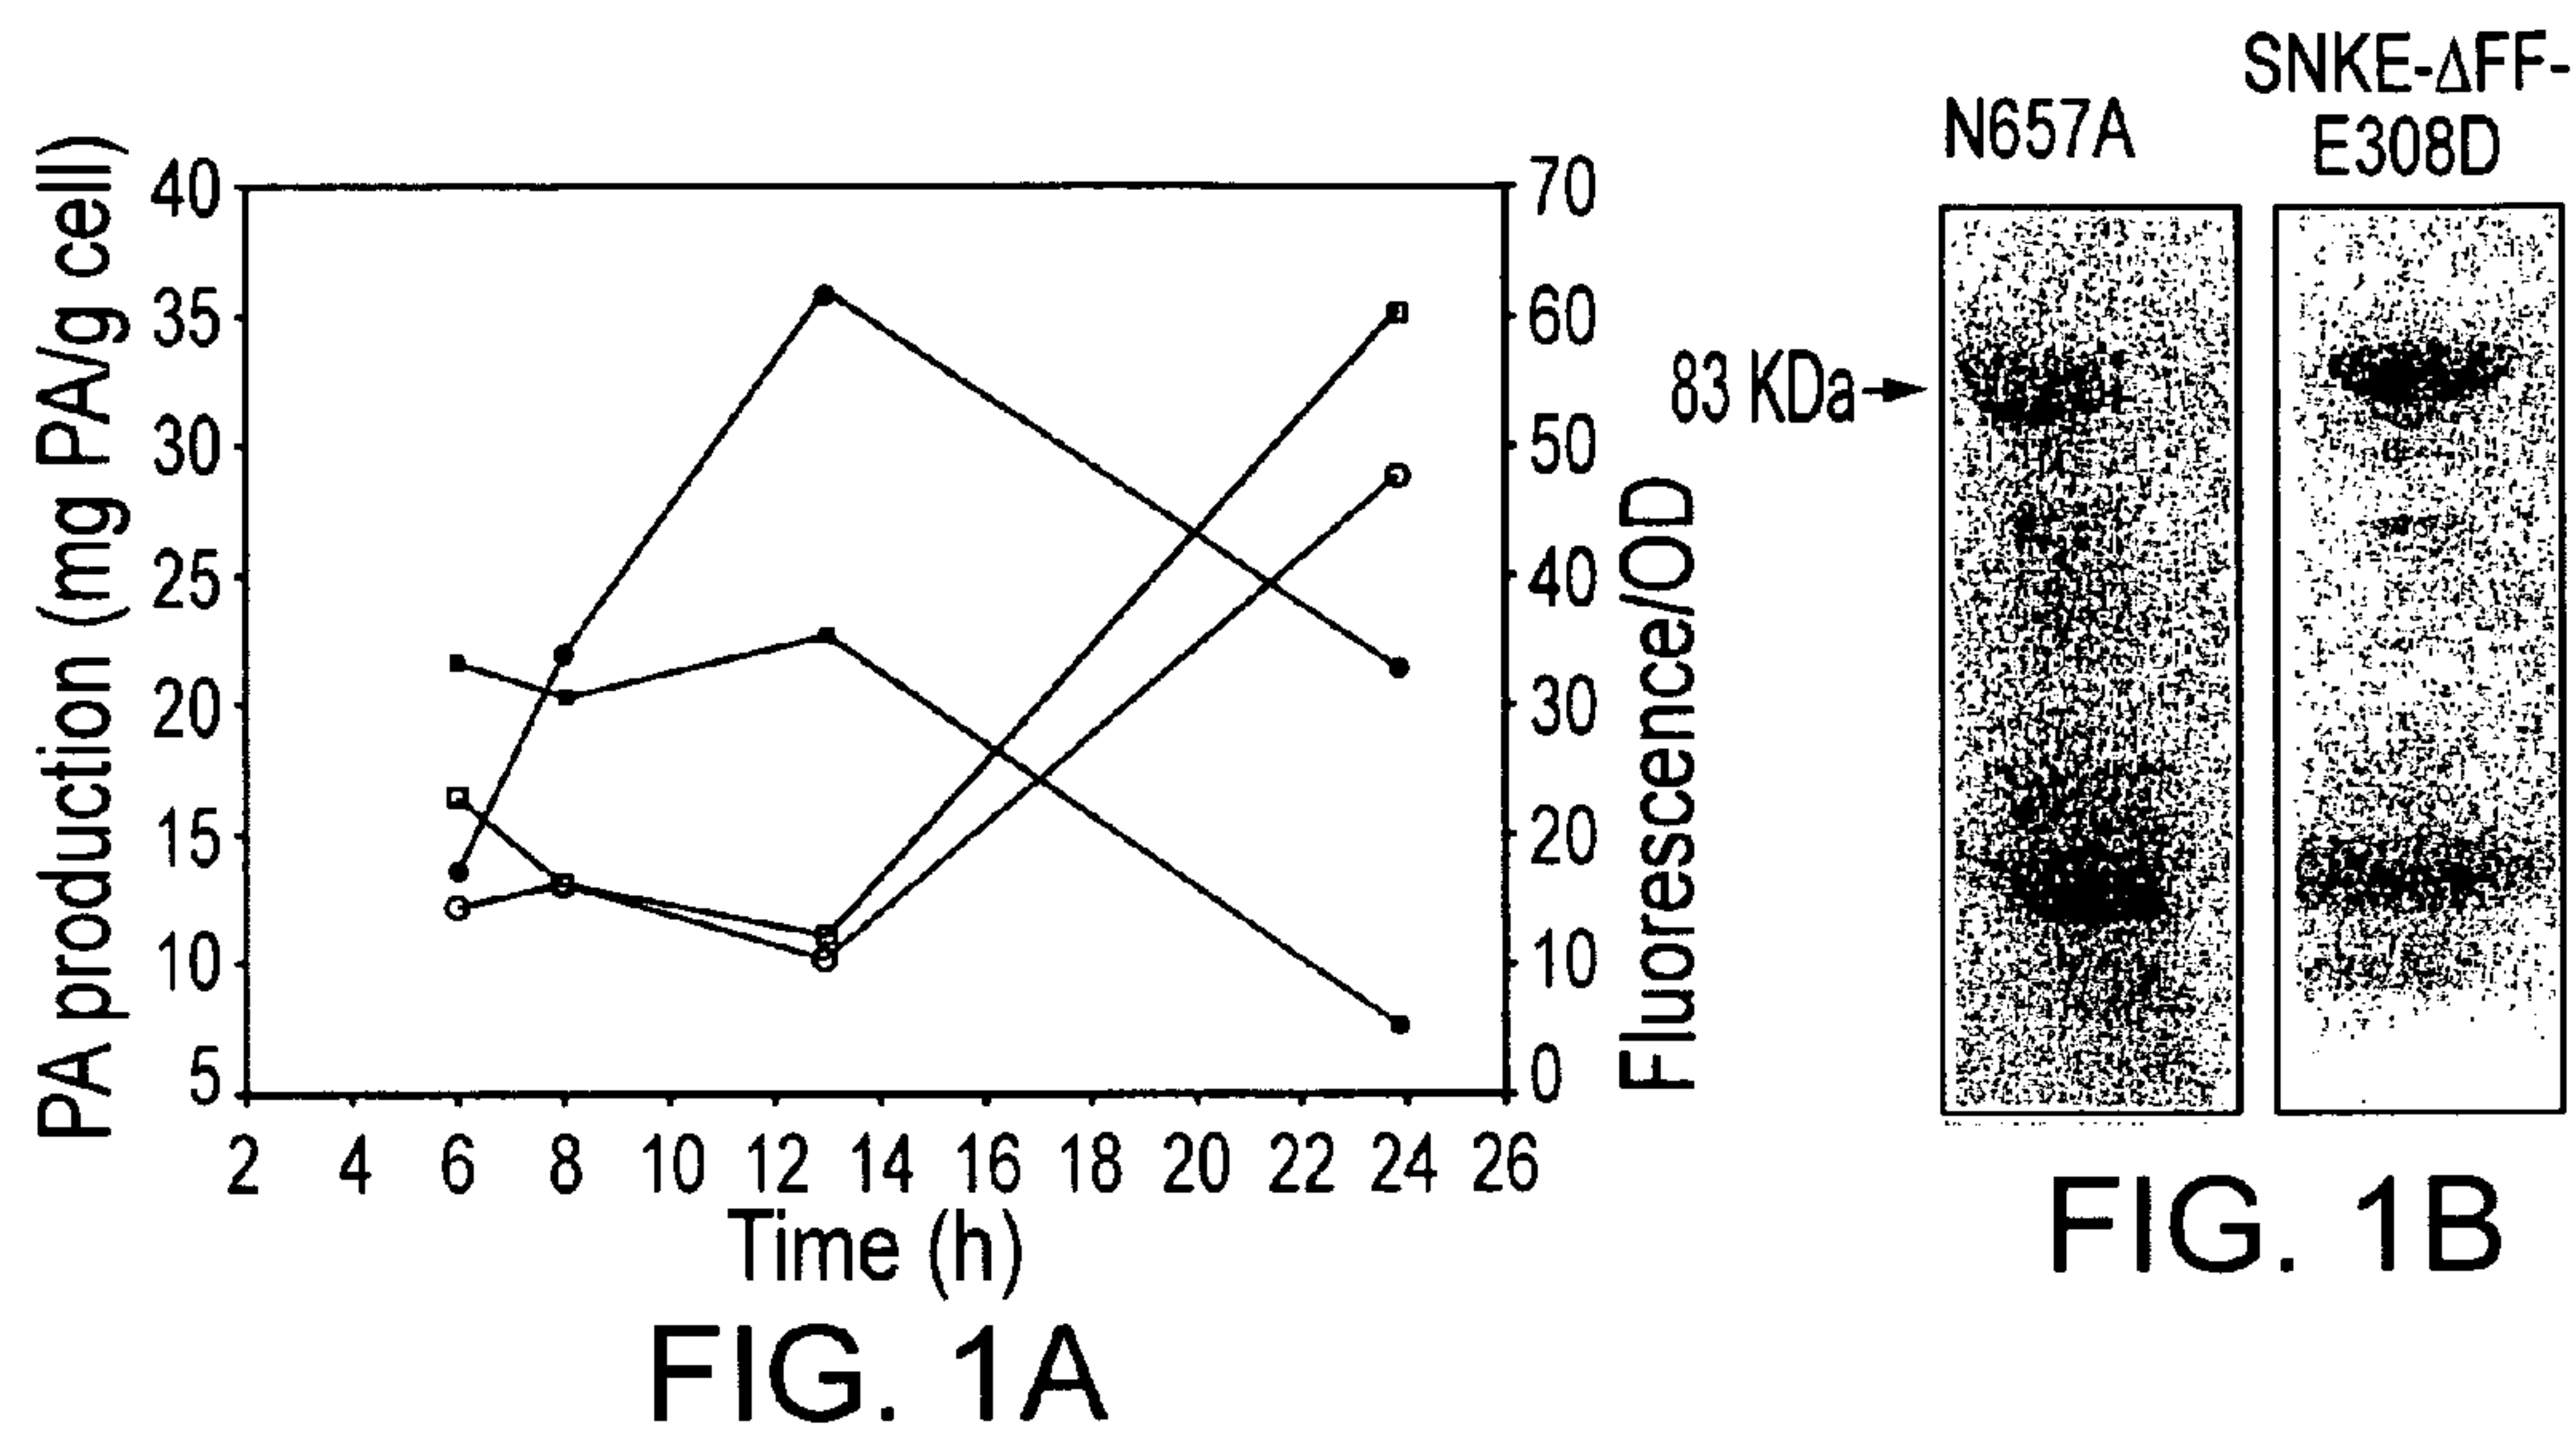 PA production (mg PA/g cell)
40
35
30
25
20
15
10
5
70
60
50
40
30
20
10
0
Fluorescence/OD
2 4 6 8 10 12 14 16 18 20 22 24 26
Time (h)
FIG. 1A
N657A
SNKE-ΔFF-
E308D
83 KDa
FIG. 1B